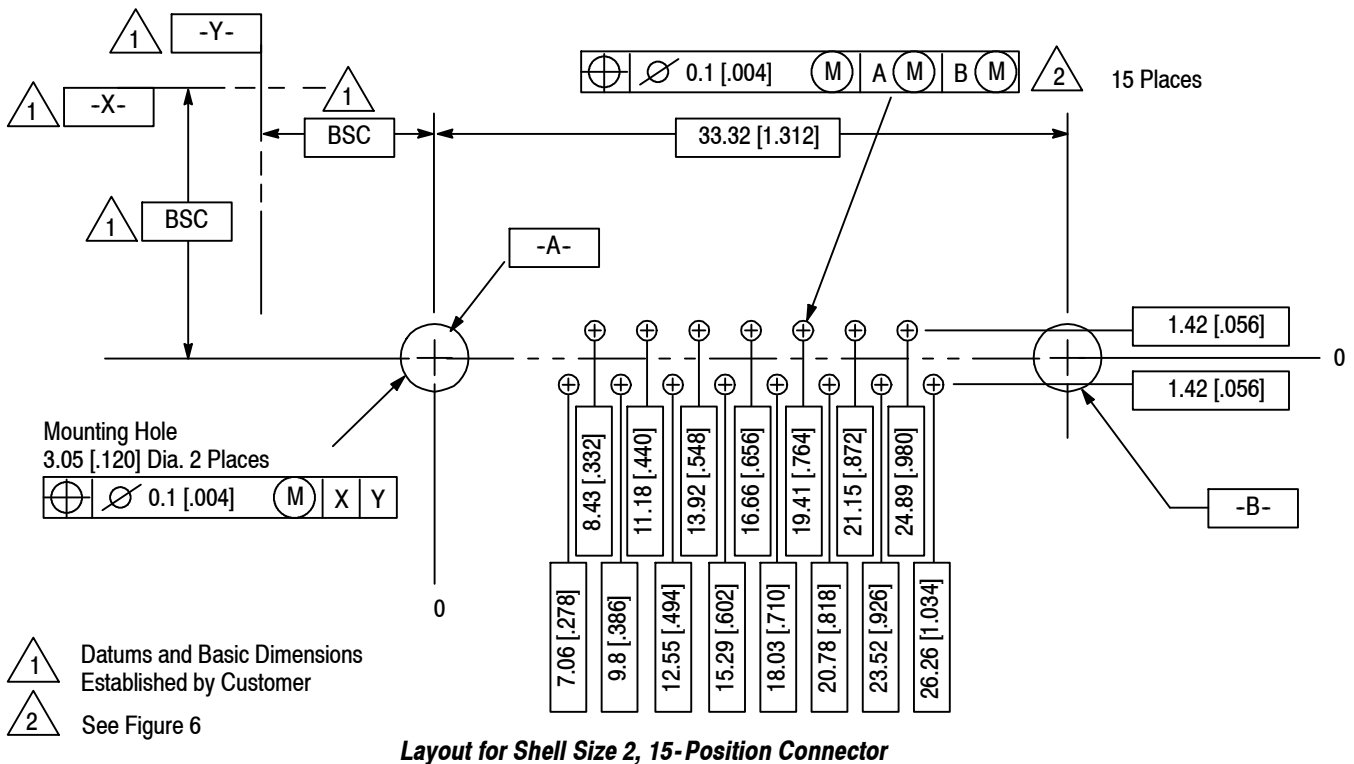 1
-Y-
1
-X-
1
BSC
1
BSC
⌖ ⌀ 0.1 [.004] Ⓜ A Ⓜ B Ⓜ
2
15 Places
33.32 [1.312]
-A-
1.42 [.056]
0
1.42 [.056]
Mounting Hole
3.05 [.120] Dia. 2 Places
⌖ ⌀ 0.1 [.004] Ⓜ X Y
8.43 [.332]
11.18 [.440]
13.92 [.548]
16.66 [.656]
19.41 [.764]
21.15 [.872]
24.89 [.980]
-B-
7.06 [.278]
9.8 [.386]
12.55 [.494]
15.29 [.602]
18.03 [.710]
20.78 [.818]
23.52 [.926]
26.26 [1.034]
0
1
Datums and Basic Dimensions
Established by Customer
2
See Figure 6
Layout for Shell Size 2, 15-Position Connector